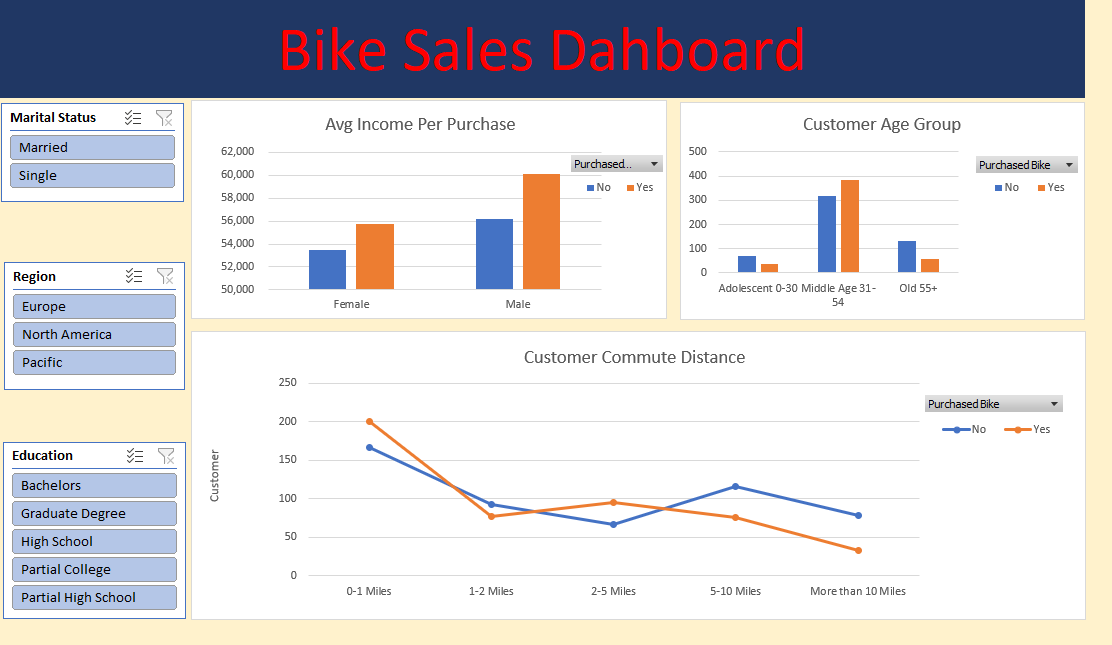 Bike Sales Dahboard
Marital Status
Married
Single
Region
Europe
North America
Pacific
Education
Bachelors
Graduate Degree
High School
Partial College
Partial High School
Avg Income Per Purchase
62,000
60,000
58,000
56,000
54,000
52,000
50,000
Female
Male
Purchased...
No
Yes
Customer Age Group
500
400
300
200
100
0
Adolescent 0-30
Middle Age 31-
54
Old 55+
Purchased Bike
No
Yes
Customer Commute Distance
Customer
250
200
150
100
50
0
0-1 Miles
1-2 Miles
2-5 Miles
5-10 Miles
More than 10 Miles
Purchased Bike
No
Yes